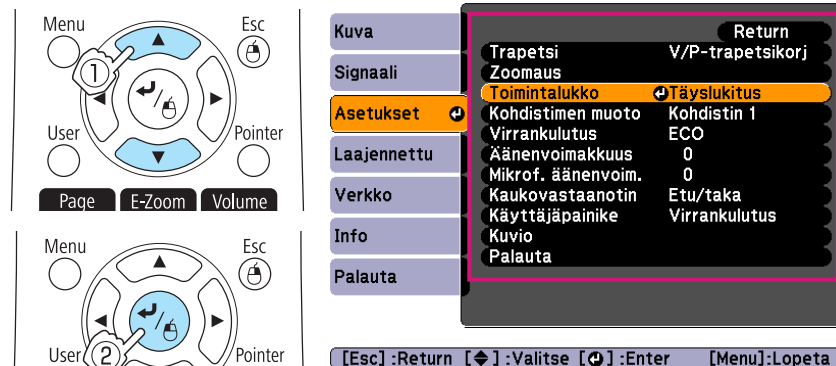 Menu
Esc
1
User
Pointer
Page E-Zoom Volume
Menu
Esc
User
2
Pointer
Kuva
Signaali
Asetukset
Laajennettu
Verkko
Info
Palauta
Return
Trapetsi V/P-trapetsikorj
Zoomaus
Toimintalukko Täyslukitus
Kohdistimen muoto Kohdistin 1
Virrankulutus ECO
Äänenvoimakkuus 0
Mikrof. äänenvoim. 0
Kaukovastaanotin Etu/taka
Käyttäjäpainike Virrankulutus
Kuvio
Palauta
[Esc] :Return [◆] :Valitse [⏎] :Enter [Menu]:Lopeta